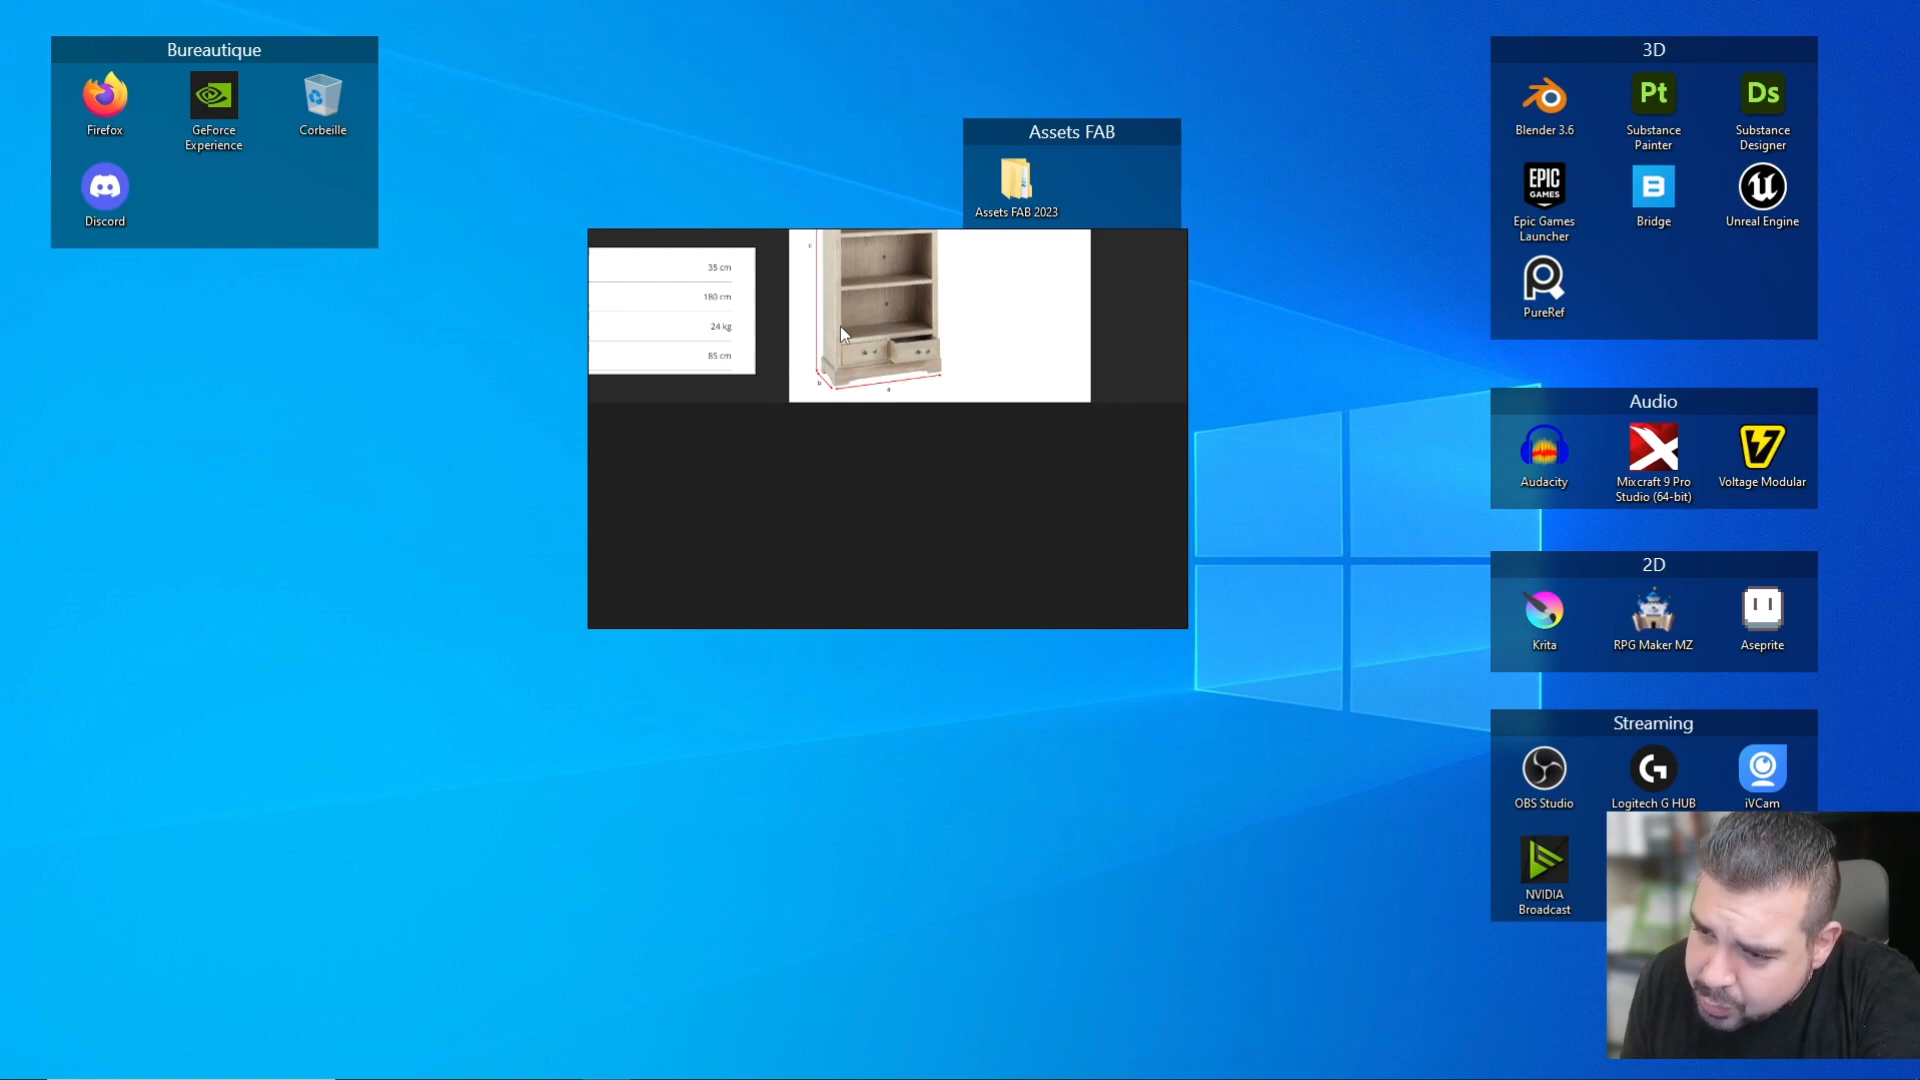 Bureautique
Firefox
GeForce
Experience
Corbeille
Discord
Assets FAB
Assets FAB 2023
35 cm
180 cm
24 kg
85 cm
c
b
a
3D
Pt
Ds
Blender 3.6
Substance
Painter
Substance
Designer
EPIC
GAMES
B
Epic Games
Launcher
Bridge
Unreal Engine
PureRef
Audio
Audacity
Mixcraft 9 Pro
Studio (64-bit)
Voltage Modular
2D
Krita
RPG Maker MZ
Aseprite
Streaming
OBS Studio
Logitech G HUB
iVCam
NVIDIA
Broadcast